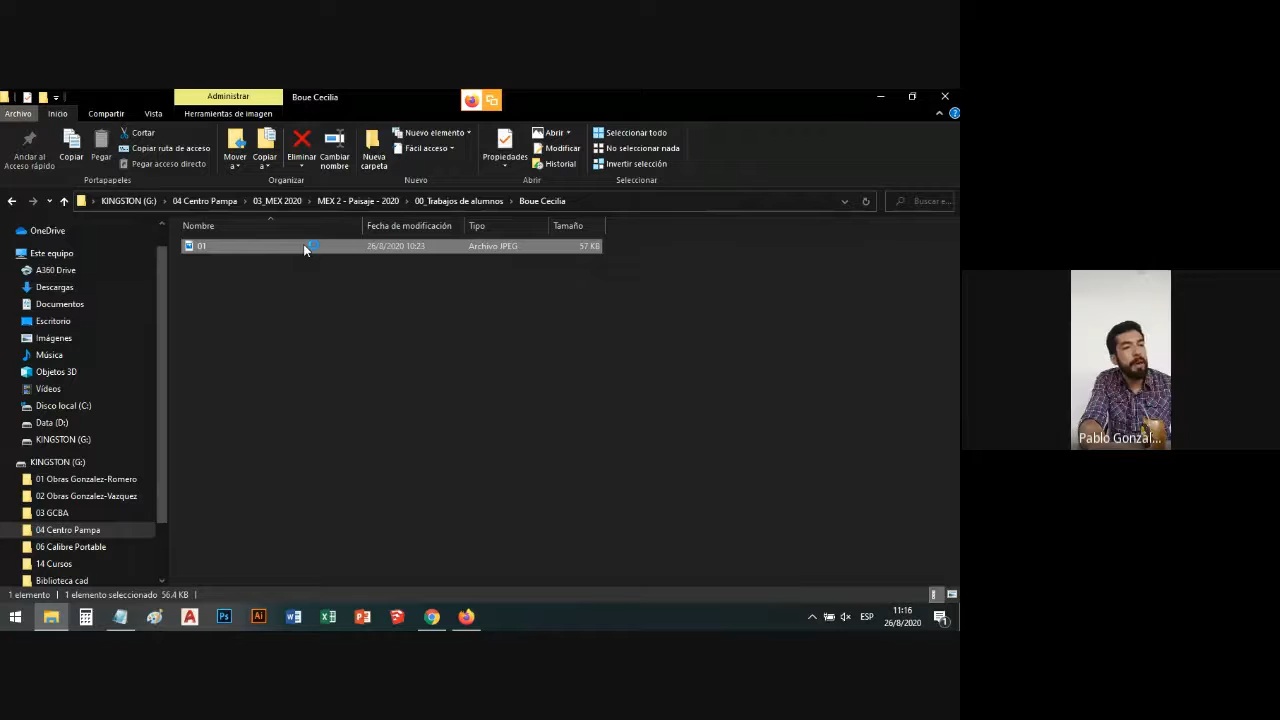 Administrar
Boue Cecilia
Archivo
Inicio
Compartir
Vista
Herramientas de imagen
Anclar al
Acceso rápido
Copiar
Pegar
Cortar
Copiar ruta de acceso
Pegar acceso directo
Portapapeles
Mover
a
Copiar
a
Eliminar
Cambiar
nombre
Organizar
Nueva
carpeta
Nuevo elemento
Fácil acceso
Nuevo
Propiedades
Abrir
Modificar
Historial
Abrir
Seleccionar todo
No seleccionar nada
Invertir selección
Seleccionar
KINGSTON (G:) > 04 Centro Pampa > 03_MEX 2020 > MEX 2 - Paisaje - 2020 > 00_Trabajos de alumnos > Boue Cecilia
Buscar e...
Nombre
Fecha de modificación
Tipo
Tamaño
01
26/8/2020 10:23
Archivo JPEG
57 KB
OneDrive
Este equipo
A360 Drive
Descargas
Documentos
Escritorio
Imágenes
Música
Objetos 3D
Vídeos
Disco local (C:)
Data (D:)
KINGSTON (G:)
KINGSTON (G:)
01 Obras Gonzalez-Romero
02 Obras Gonzalez-Vazquez
03 GCBA
04 Centro Pampa
06 Calibre Portable
14 Cursos
Biblioteca cad
1 elemento
1 elemento seleccionado 56.4 KB
Ps
Ai
ESP
11:16
26/8/2020
1
Pablo Gonzál...